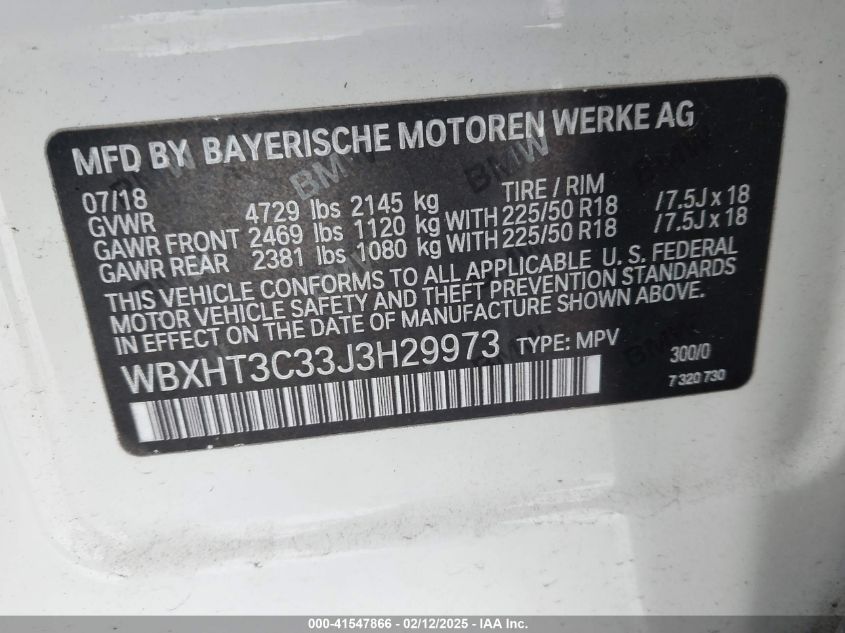 MFD BY BAYERISCHE MOTOREN WERKE AG
07/18 TIRE / RIM
GVWR 4729 lbs 2145 kg
GAWR FRONT 2469 lbs 1120 kg WITH 225/50 R18 /7.5J x 18
GAWR REAR 2381 lbs 1080 kg WITH 225/50 R18 /7.5J x 18
THIS VEHICLE CONFORMS TO ALL APPLICABLE U. S. FEDERAL
MOTOR VEHICLE SAFETY AND THEFT PREVENTION STANDARDS
IN EFFECT ON THE DATE OF MANUFACTURE SHOWN ABOVE.
WBXHT3C33J3H29973 TYPE: MPV 300/0
7 320 730
000-41547866 - 02/12/2025 - IAA Inc.